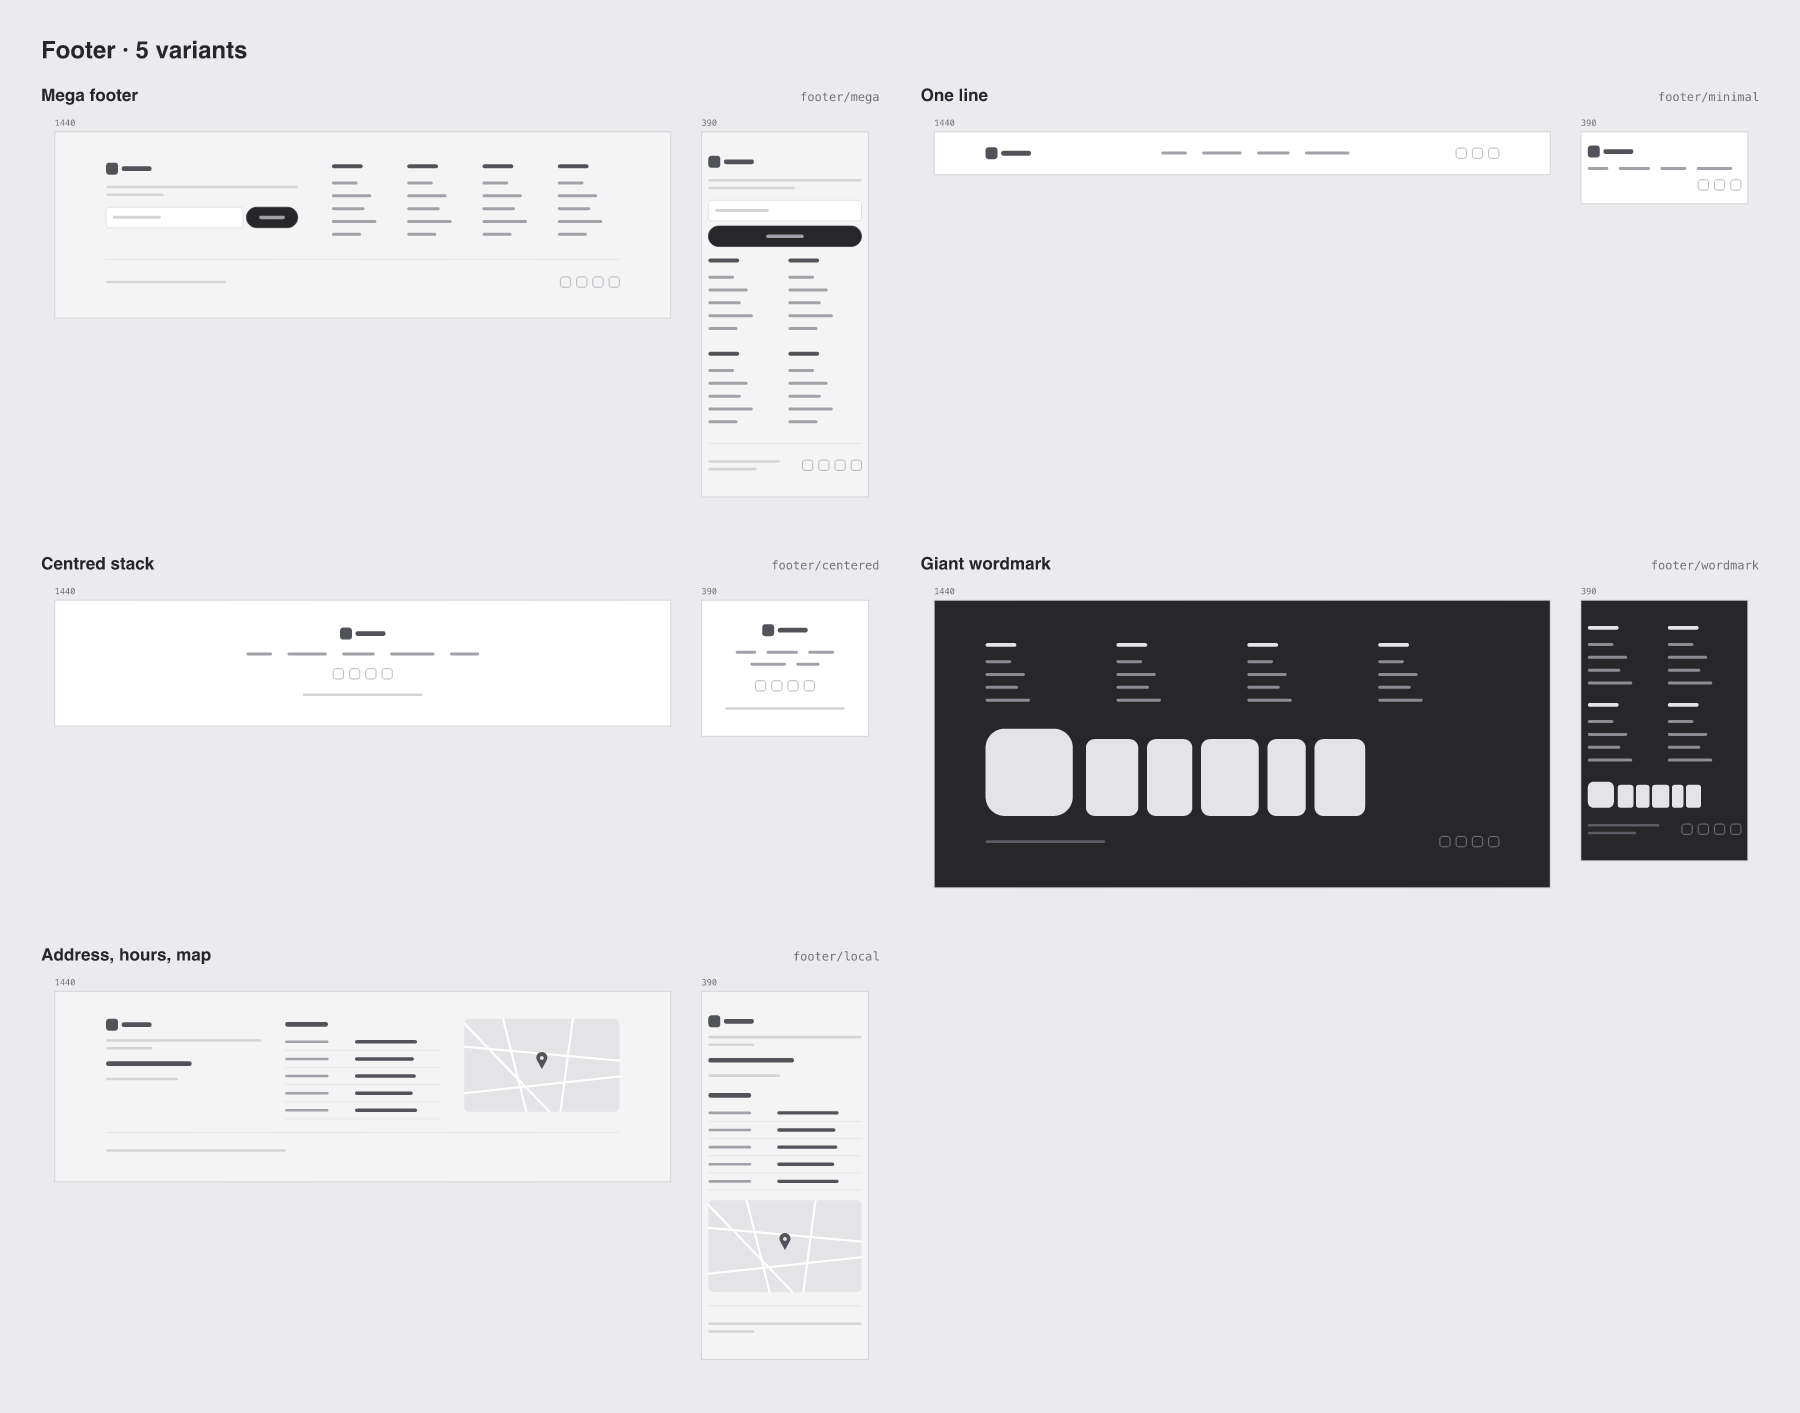 Footer · 5 variants
Mega footer
footer/mega
1440
390
One line
footer/minimal
1440
390
Centred stack
footer/centered
1440
390
Giant wordmark
footer/wordmark
1440
390
Address, hours, map
footer/local
1440
390